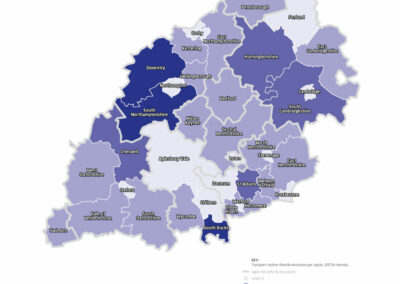 Peterborough
Fenland
Corby
East
Northamptonshire
Kettering
Huntingdonshire
East
Cambridgeshire
Daventry
Wellingborough
Northampton
Cambridge
South
Cambridgeshire
South
Northamptonshire
Bedford
Milton
Keynes
Central
Bedfordshire
Cherwell
North
Hertfordshire
Stevenage
Luton
Aylesbury Vale
East
Hertfordshire
West
Oxfordshire
Dacorum
St Albans
Welwyn
Hatfield
Oxford
Broxbourne
Chiltern
Watford
Three
Rivers
Hertsmere
Vale of
Whitehorse
South
Oxfordshire
Wycombe
South Bucks
Swindon
KEY:
Transport carbon dioxide emissions per capita, 2017 (in tonnes),